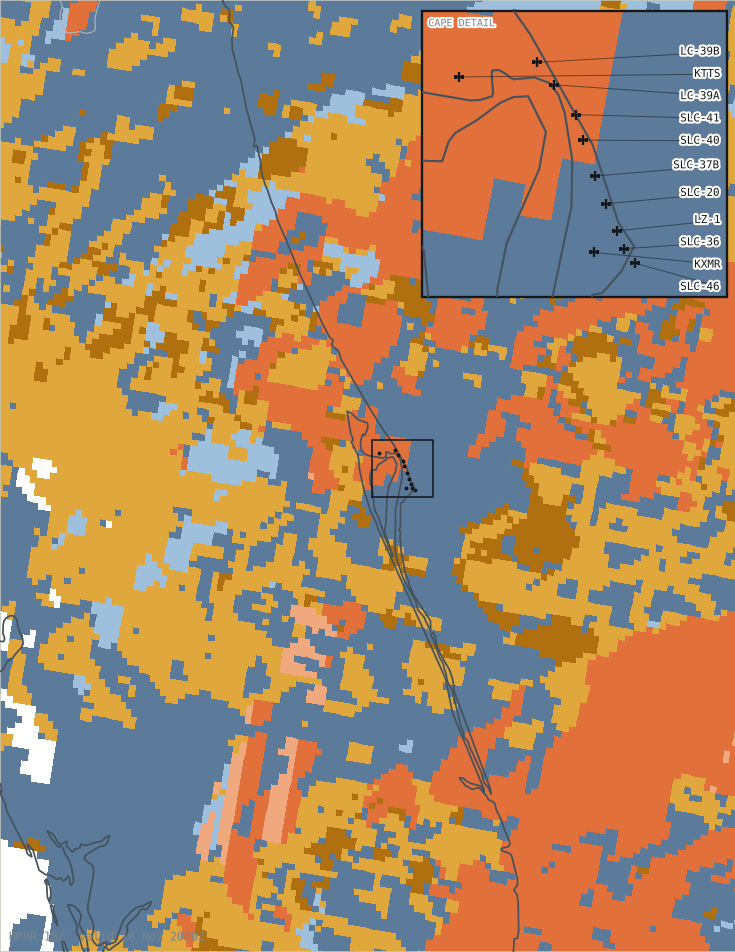 CAPE DETAIL
LC-39B
KTTS
LC-39A
SLC-41
SLC-40
SLC-37B
SLC-20
LZ-1
SLC-36
KXMR
SLC-46